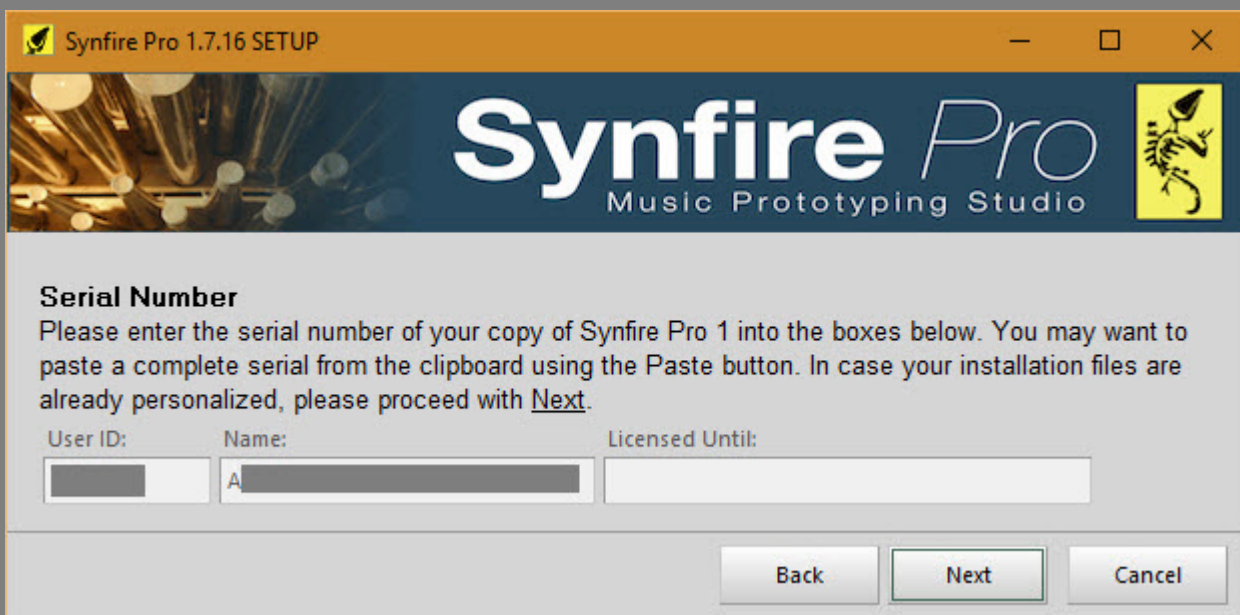 Synfire Pro 1.7.16 SETUP
Synfire Pro
Music Prototyping Studio
Serial Number
Please enter the serial number of your copy of Synfire Pro 1 into the boxes below. You may want to
paste a complete serial from the clipboard using the Paste button. In case your installation files are
already personalized, please proceed with Next.
User ID: Name: Licensed Until:
A
Back Next Cancel